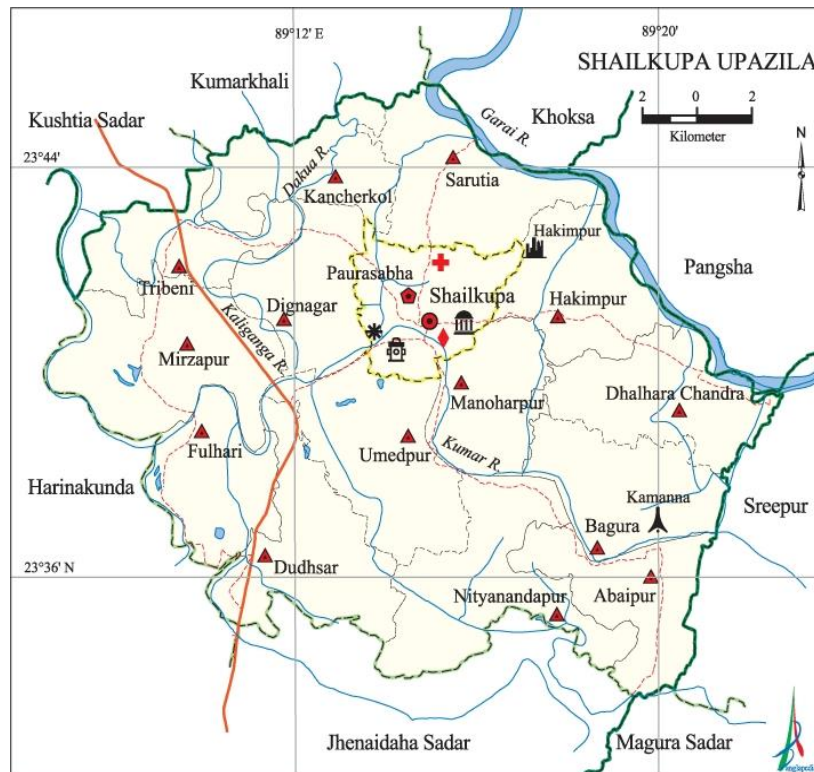 89°12' E
89°20'
SHAILKUPA UPAZILA
Kumarkhali
2 0 2
Kilometer
Khoksa
Kushtia Sadar
N
Garai R.
23°44'
Dakua R.
Sarutia
Kancherkol
Hakimpur
Pangsha
Paurasabha
Tribeni
Shailkupa
Dignagar
Hakimpur
Kaliganga R.
Mirzapur
Manoharpur
Dhalhara Chandra
Fulhari
Umedpur
Kumar R.
Harinakunda
Kamanna
Sreepur
Bagura
23°36' N
Dudhsar
Nityanandapur
Abaipur
Jhenaidaha Sadar
Magura Sadar